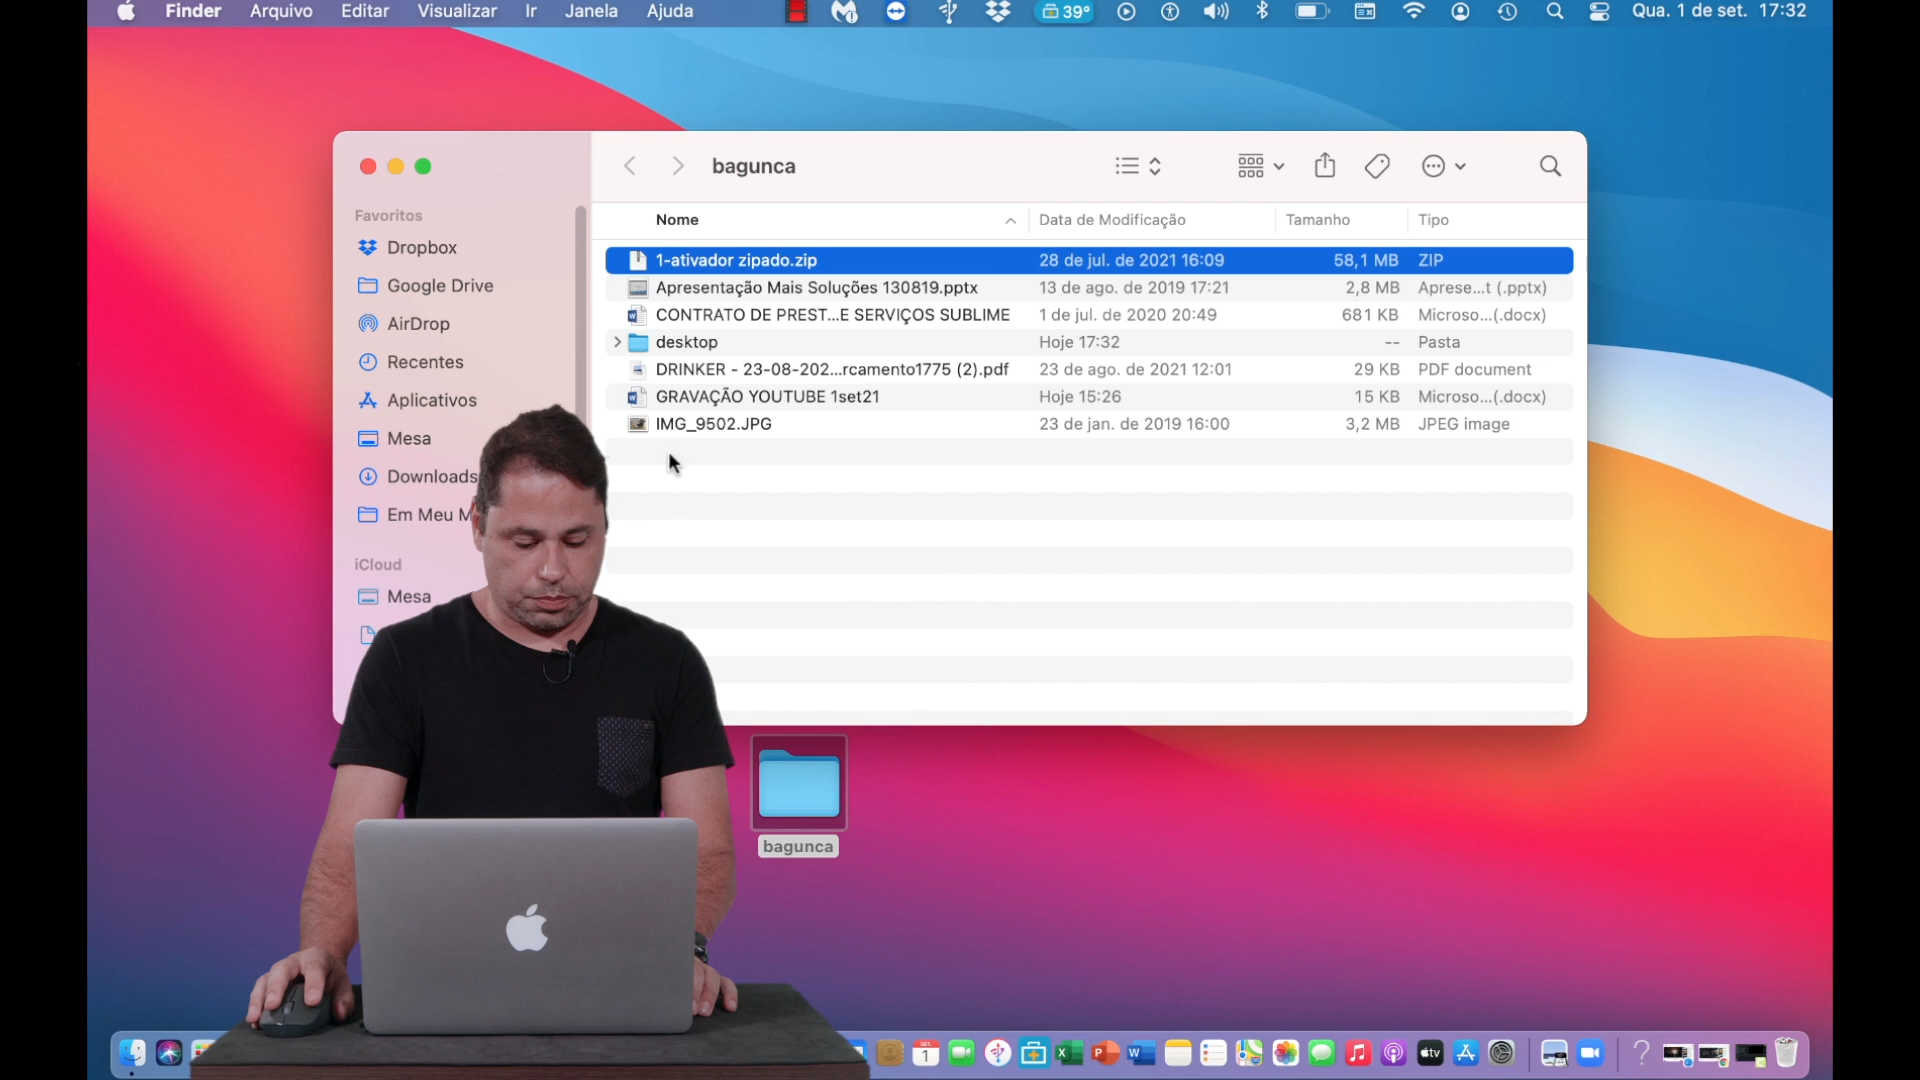 Finder Arquivo Editar Visualizar Ir Janela Ajuda 39° Qua. 1 de set. 17:32
bagunca
Favoritos
Dropbox
Google Drive
AirDrop
Recentes
Aplicativos
Mesa
Downloads
Em Meu M
iCloud
Mesa
Nome Data de Modificação Tamanho Tipo
1-ativador zipado.zip 28 de jul. de 2021 16:09 58,1 MB ZIP
Apresentação Mais Soluções 130819.pptx 13 de ago. de 2019 17:21 2,8 MB Aprese...t (.pptx)
CONTRATO DE PREST...E SERVIÇOS SUBLIME 1 de jul. de 2020 20:49 681 KB Microso...(.docx)
desktop Hoje 17:32 -- Pasta
DRINKER - 23-08-202...rcamento1775 (2).pdf 23 de ago. de 2021 12:01 29 KB PDF document
GRAVAÇÃO YOUTUBE 1set21 Hoje 15:26 15 KB Microso...(.docx)
IMG_9502.JPG 23 de jan. de 2019 16:00 3,2 MB JPEG image
bagunca
SET.
1
tv